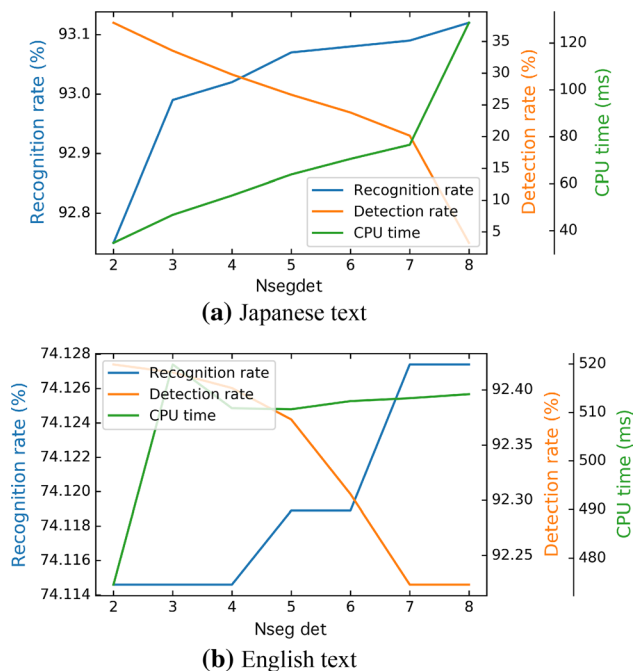 93.1
93.0
92.9
92.8
Recognition rate (%)
35
30
25
20
15
10
5
Detection rate (%)
120
100
80
60
40
CPU time (ms)
Recognition rate
Detection rate
CPU time
2 3 4 5 6 7 8
Nsegdet
(a) Japanese text
74.128
74.126
74.124
74.122
74.120
74.118
74.116
74.114
Recognition rate (%)
Recognition rate
Detection rate
CPU time
92.40
92.35
92.30
92.25
Detection rate (%)
520
510
500
490
480
CPU time (ms)
2 3 4 5 6 7 8
Nseg det
(b) English text